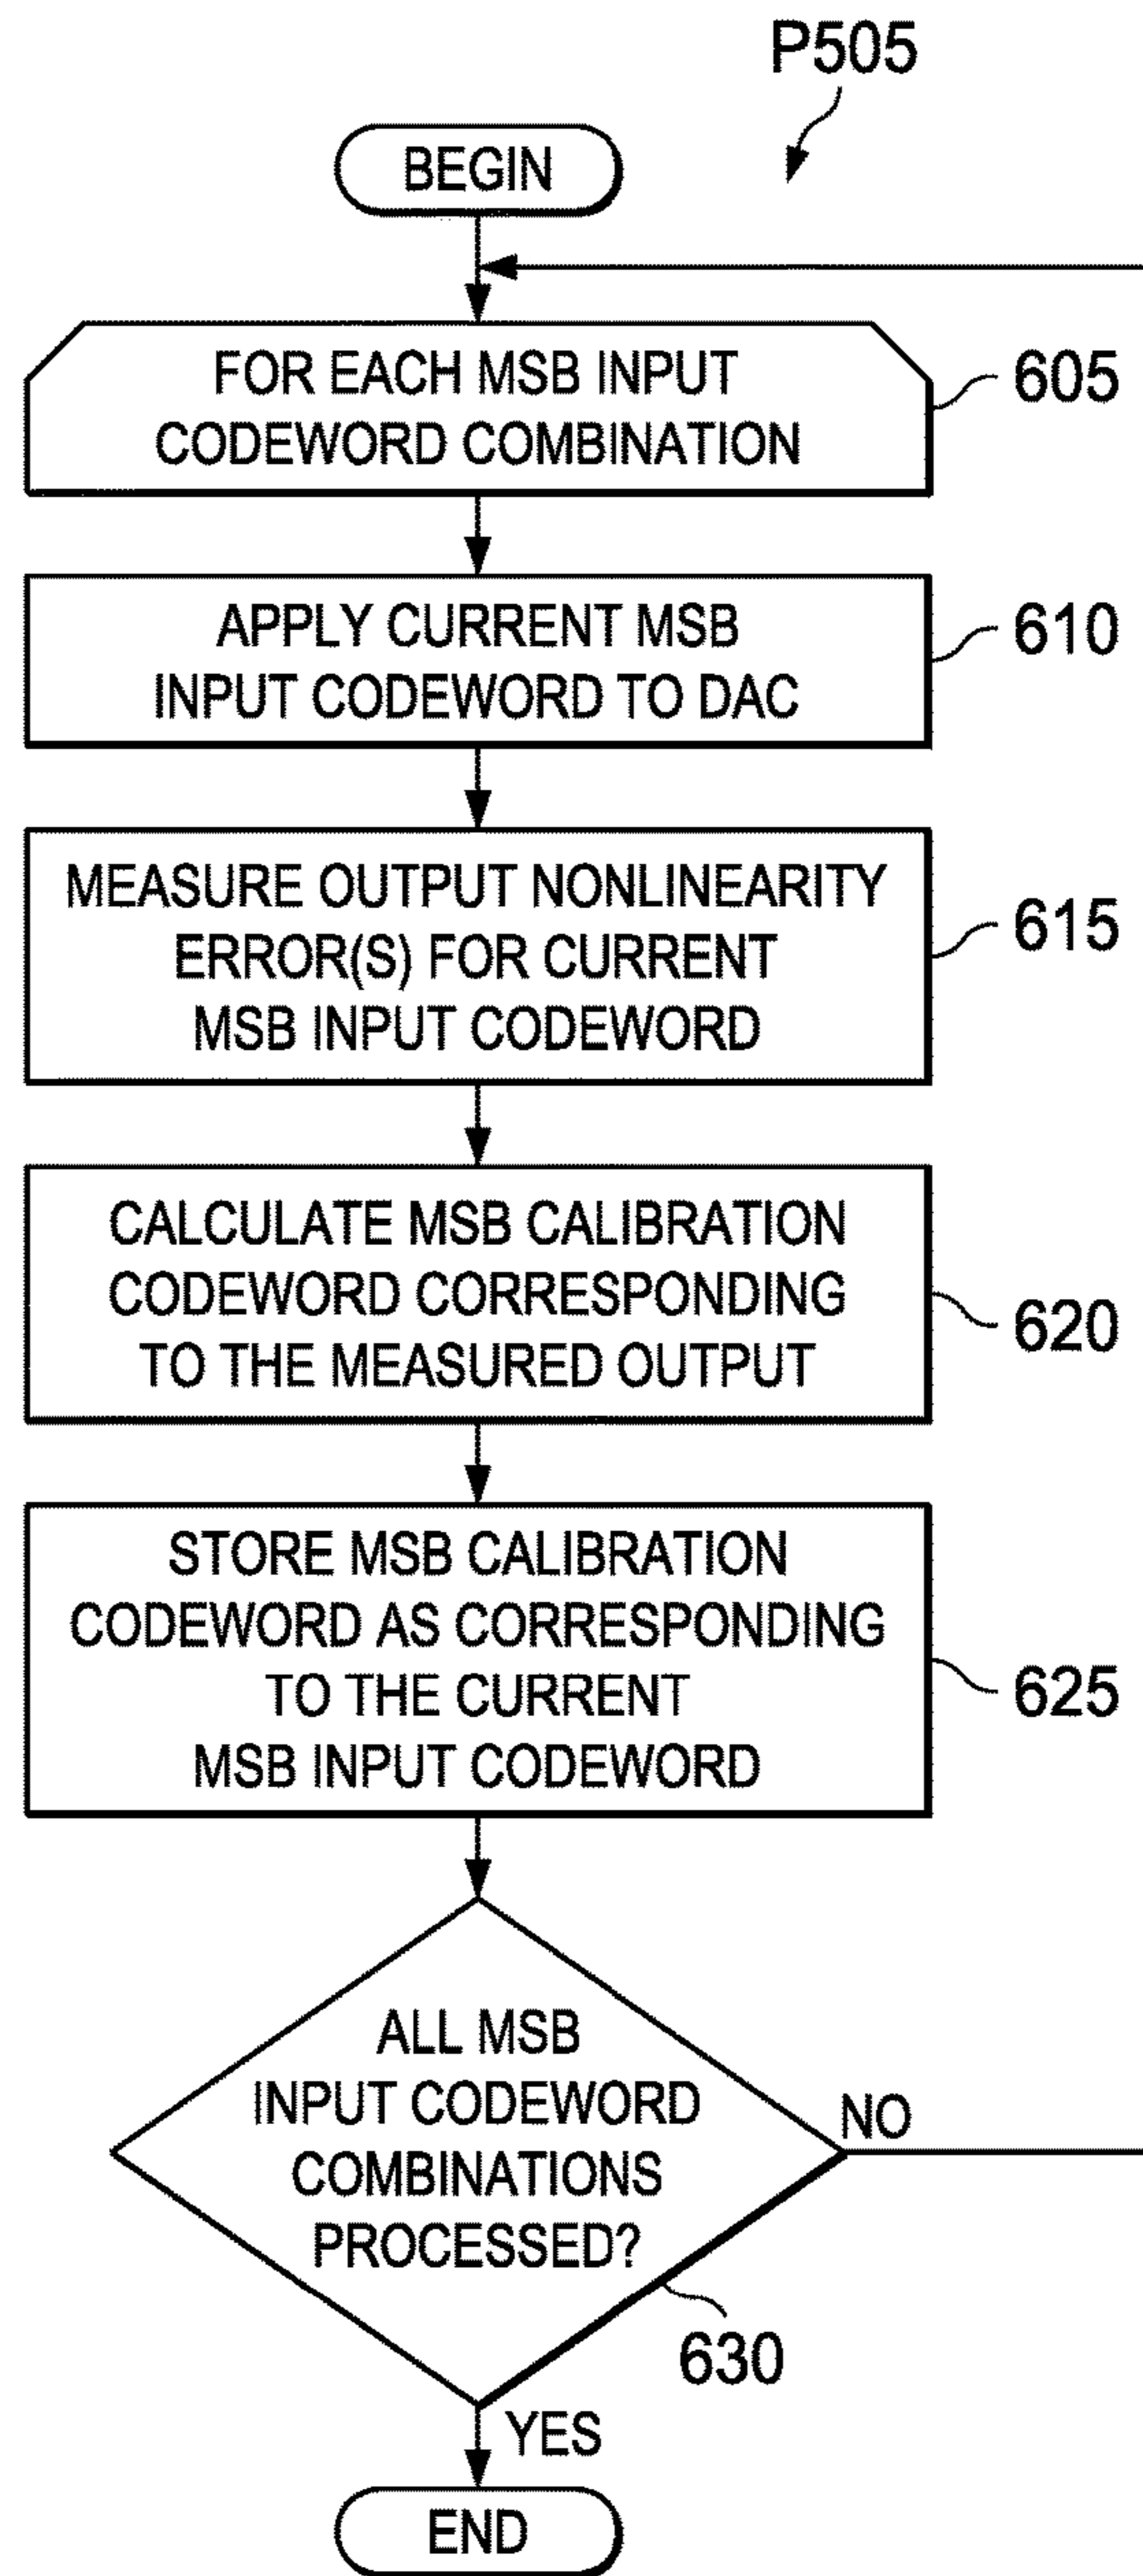 P505
BEGIN
FOR EACH MSB INPUT
CODEWORD COMBINATION
605
APPLY CURRENT MSB
INPUT CODEWORD TO DAC
610
MEASURE OUTPUT NONLINEARITY
ERROR(S) FOR CURRENT
MSB INPUT CODEWORD
615
CALCULATE MSB CALIBRATION
CODEWORD CORRESPONDING
TO THE MEASURED OUTPUT
620
STORE MSB CALIBRATION
CODEWORD AS CORRESPONDING
TO THE CURRENT
MSB INPUT CODEWORD
625
ALL MSB
INPUT CODEWORD
COMBINATIONS
PROCESSED?
NO
630
YES
END